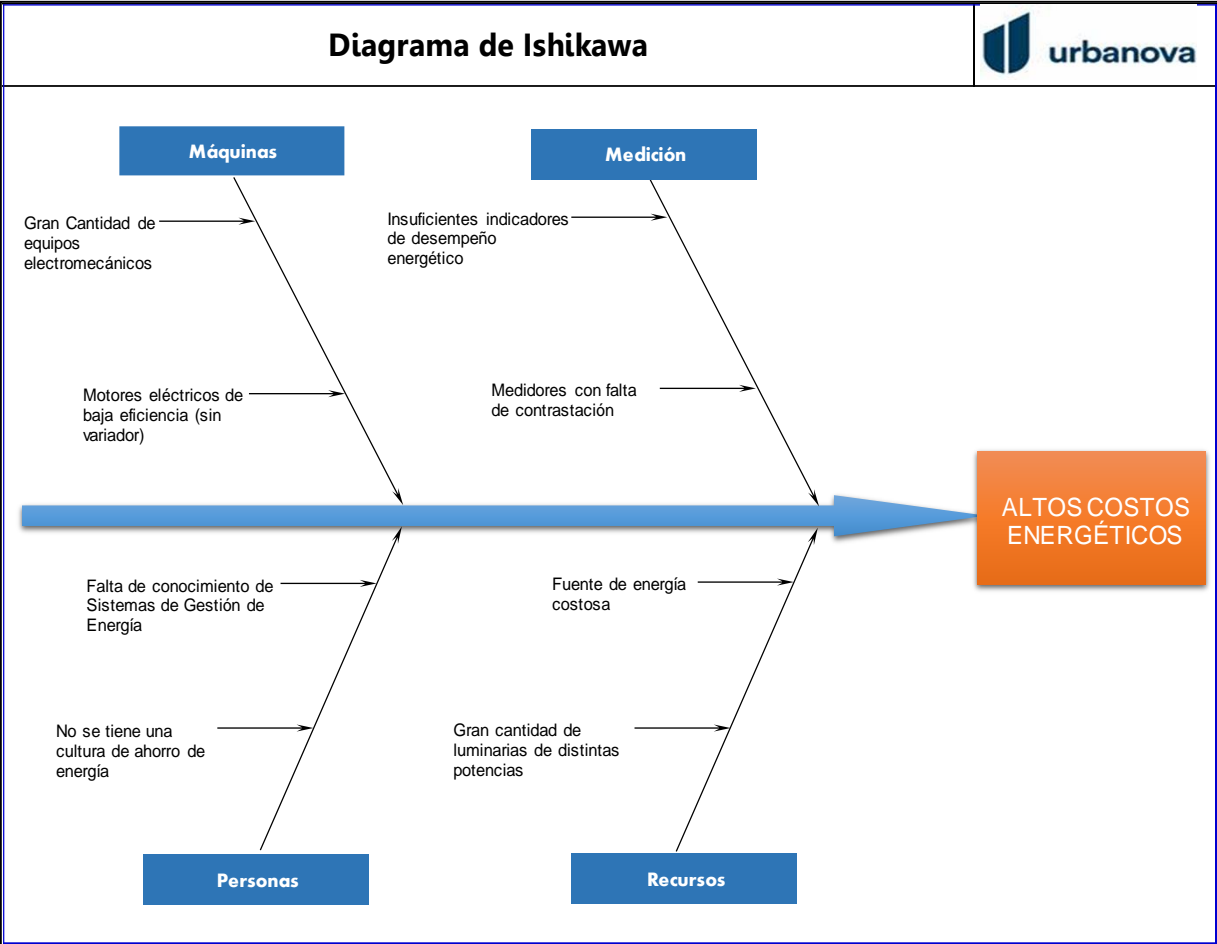 Diagrama de Ishikawa
urbanova
Máquinas
Medición
Gran Cantidad de
equipos
electromecánicos
Insuficientes indicadores
de desempeño
energético
Motores eléctricos de
baja eficiencia (sin
variador)
Medidores con falta
de contrastación
ALTOS COSTOS
ENERGÉTICOS
Falta de conocimiento de
Sistemas de Gestión de
Energía
Fuente de energía
costosa
No se tiene una
cultura de ahorro de
energía
Gran cantidad de
luminarias de distintas
potencias
Personas
Recursos